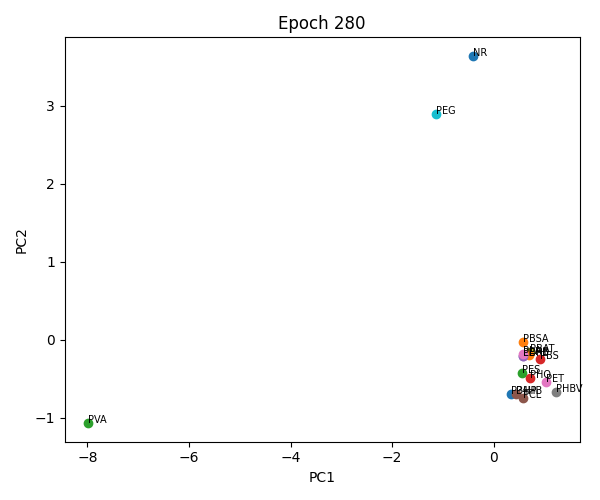 Epoch 280
NR
PEG
PBSA
PBAT
PBS
PES
PHO
PET
PHBV
PCL
PVA
3
2
1
0
−1
−8
−6
−4
−2
0
PC1
PC2